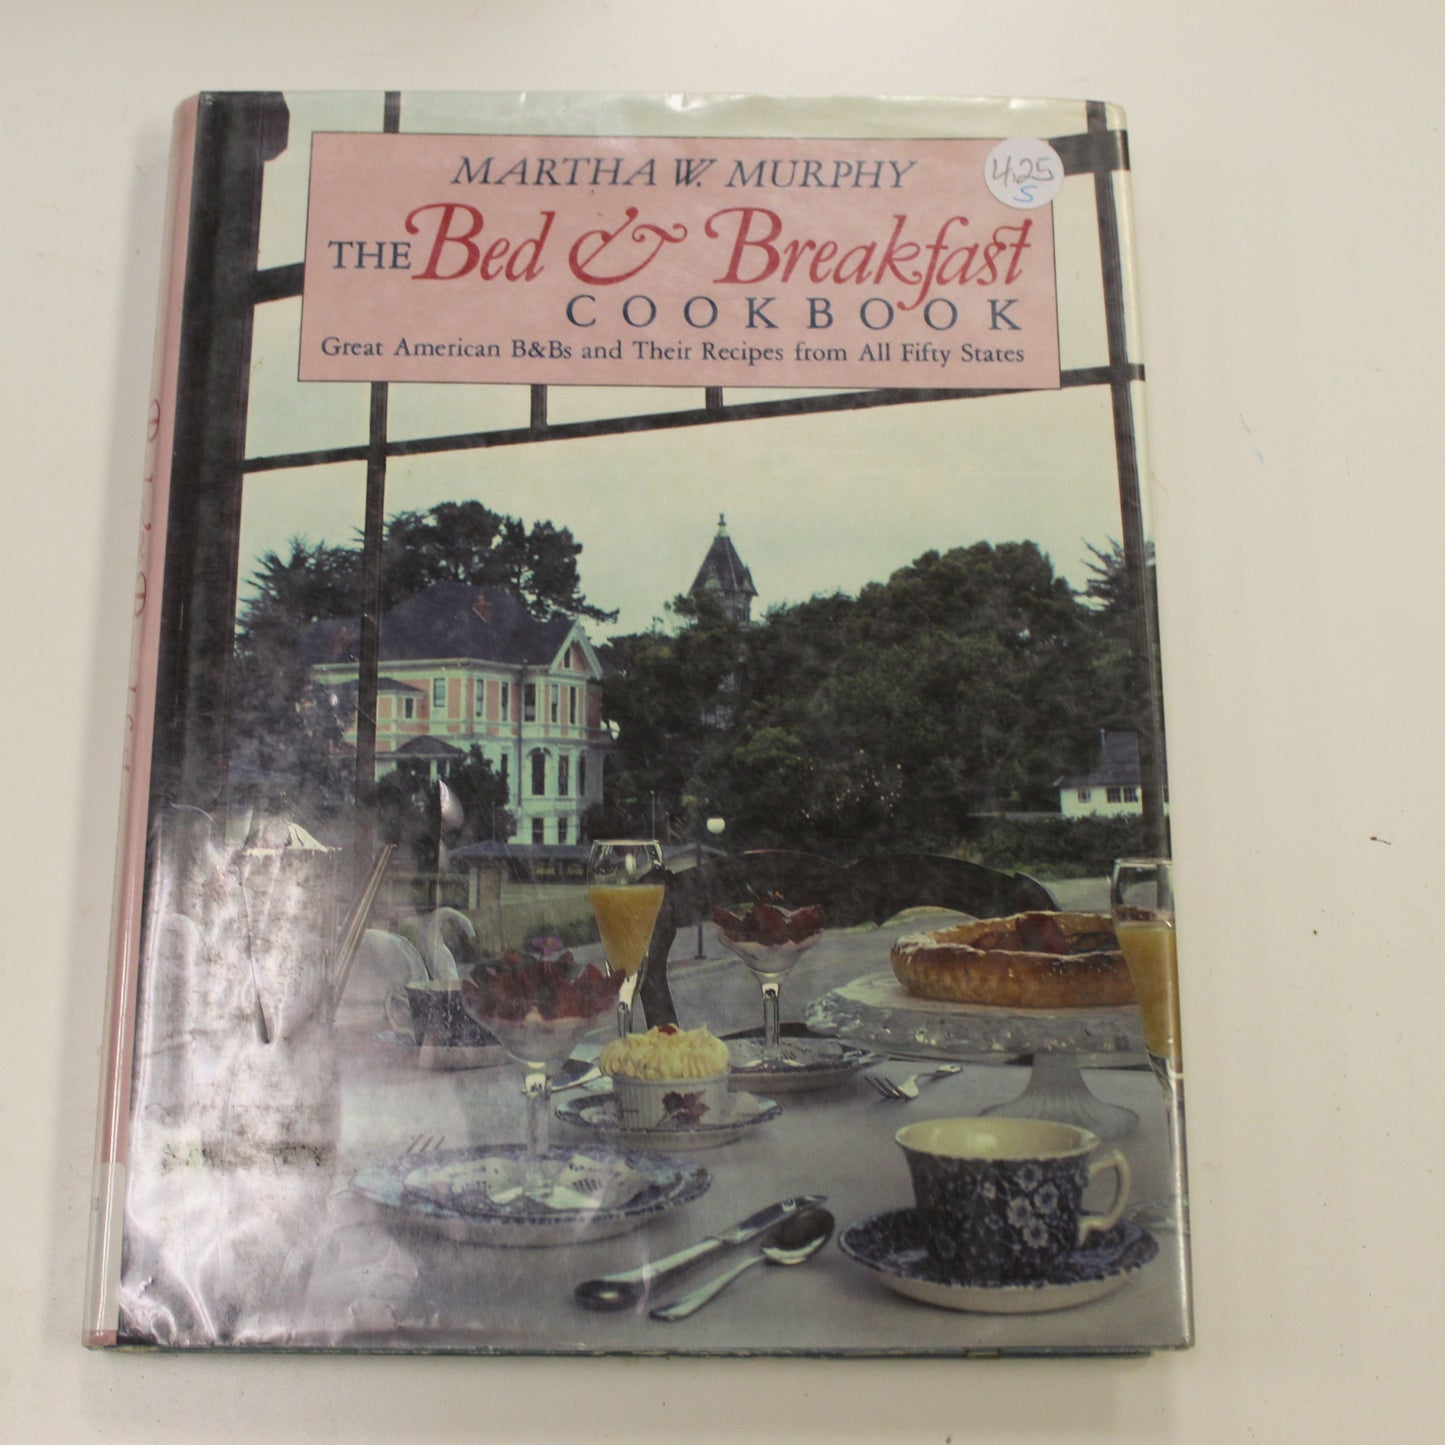 MARTHA W. MURPHY
THE Bed & Breakfast
COOKBOOK
Great American B&Bs and Their Recipes from All Fifty States
4.25
S